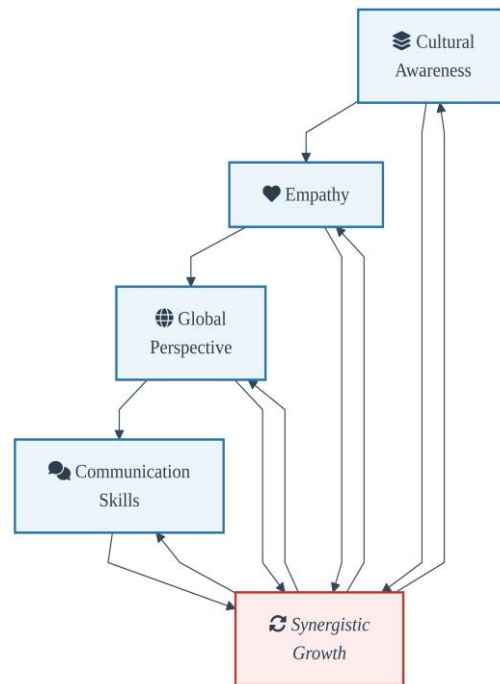 Cultural
Awareness
Empathy
Global
Perspective
Communication
Skills
Synergistic
Growth